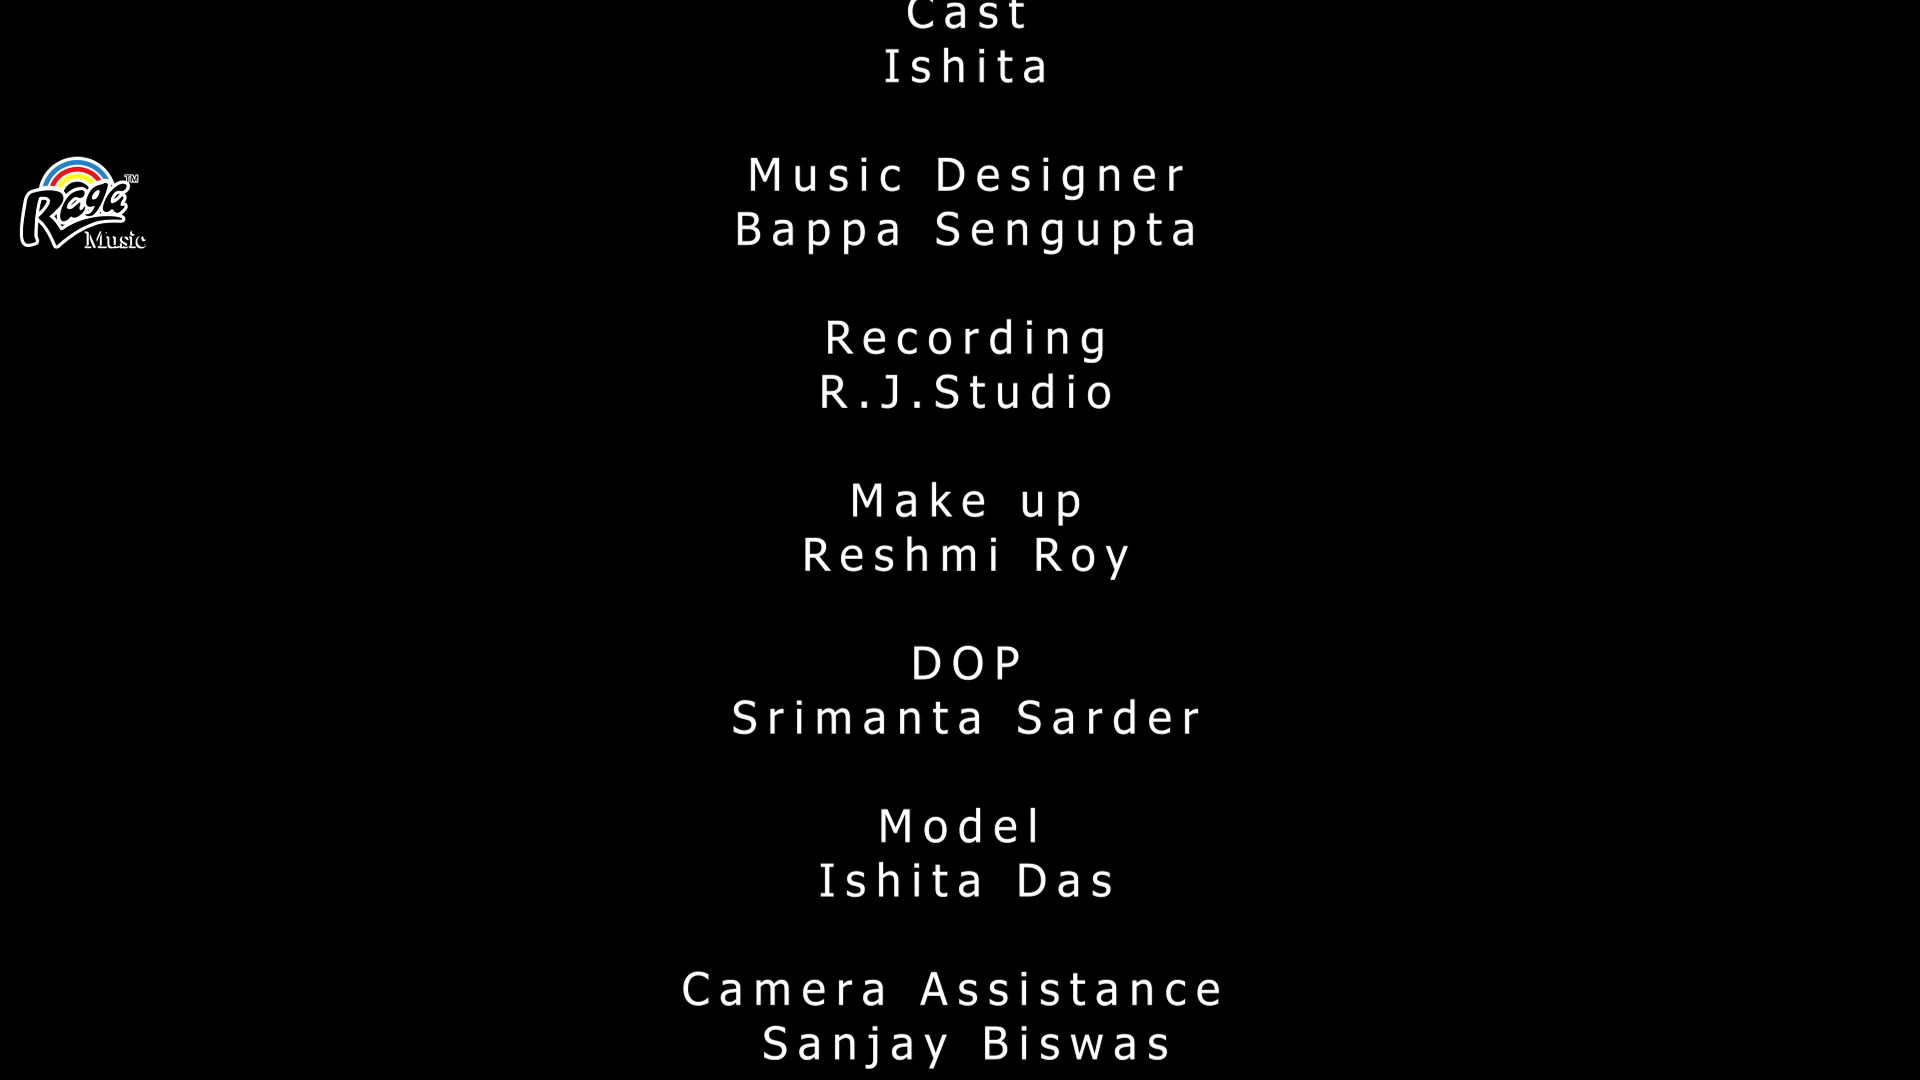 Cast
Ishita
Raga™
Music
Music Designer
Bappa Sengupta
Recording
R.J.Studio
Make up
Reshmi Roy
DOP
Srimanta Sarder
Model
Ishita Das
Camera Assistance
Sanjay Biswas